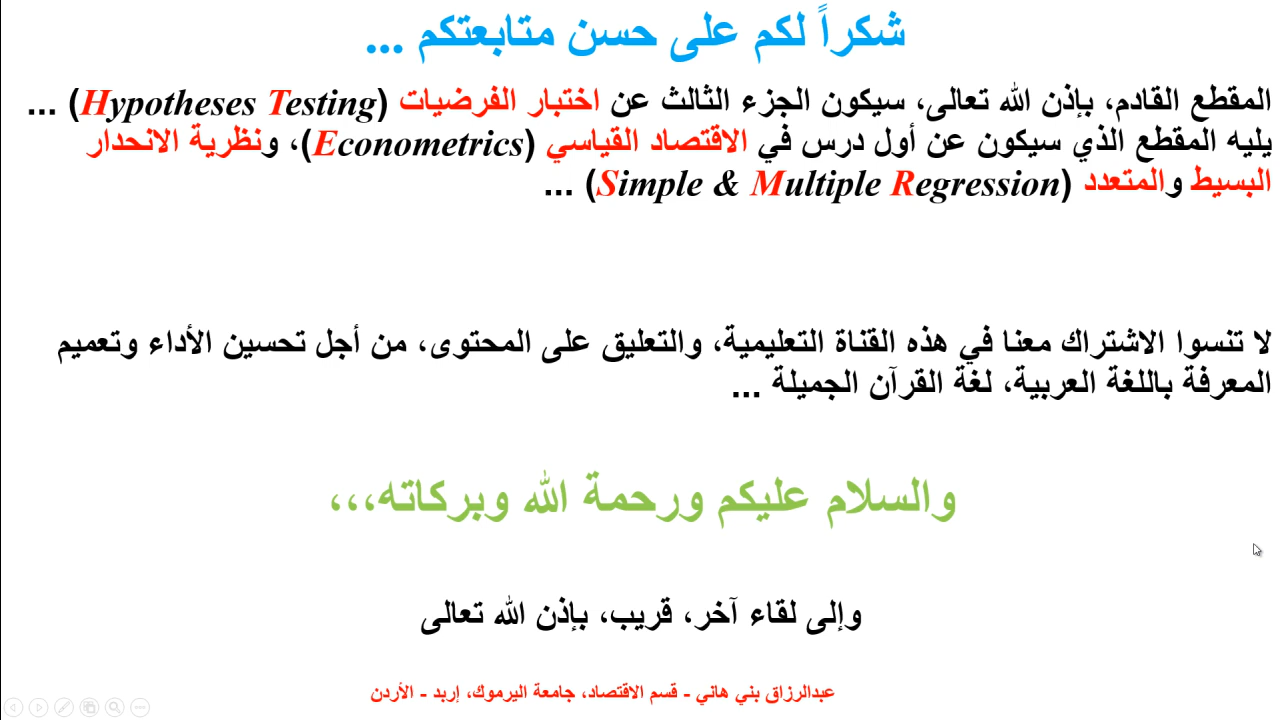 شكراً لكم على حسن متابعتكم ...
المقطع القادم، بإذن الله تعالى، سيكون الجزء الثالث عن اختبار الفرضيات (Hypotheses Testing) ...
يليه المقطع الذي سيكون عن أول درس في الاقتصاد القياسي (Econometrics)، ونظرية الانحدار
البسيط والمتعدد (Simple & Multiple Regression) ...
لا تنسوا الاشتراك معنا في هذه القناة التعليمية، والتعليق على المحتوى، من أجل تحسين الأداء وتعميم
المعرفة باللغة العربية، لغة القرآن الجميلة ...
والسلام عليكم ورحمة الله وبركاته،،،
وإلى لقاء آخر، قريب، بإذن الله تعالى
عبدالرزاق بني هاني - قسم الاقتصاد، جامعة اليرموك، إربد - الأردن